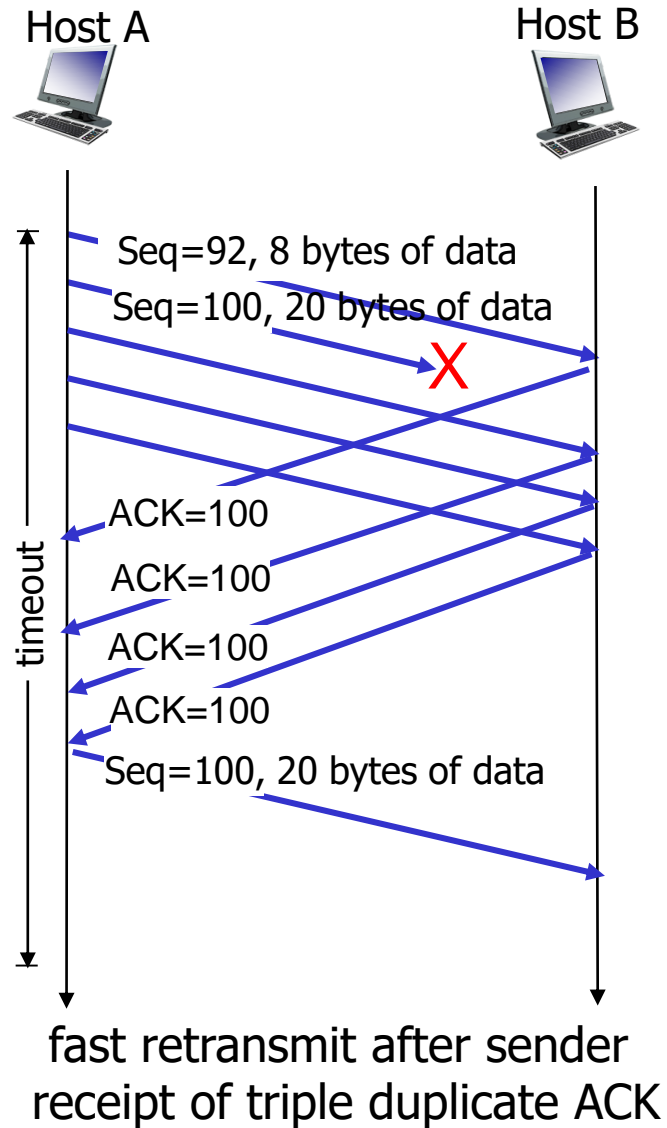 Host A
Host B
Seq=92, 8 bytes of data
Seq=100, 20 bytes of data
X
timeout
ACK=100
ACK=100
ACK=100
ACK=100
Seq=100, 20 bytes of data
fast retransmit after sender
receipt of triple duplicate ACK